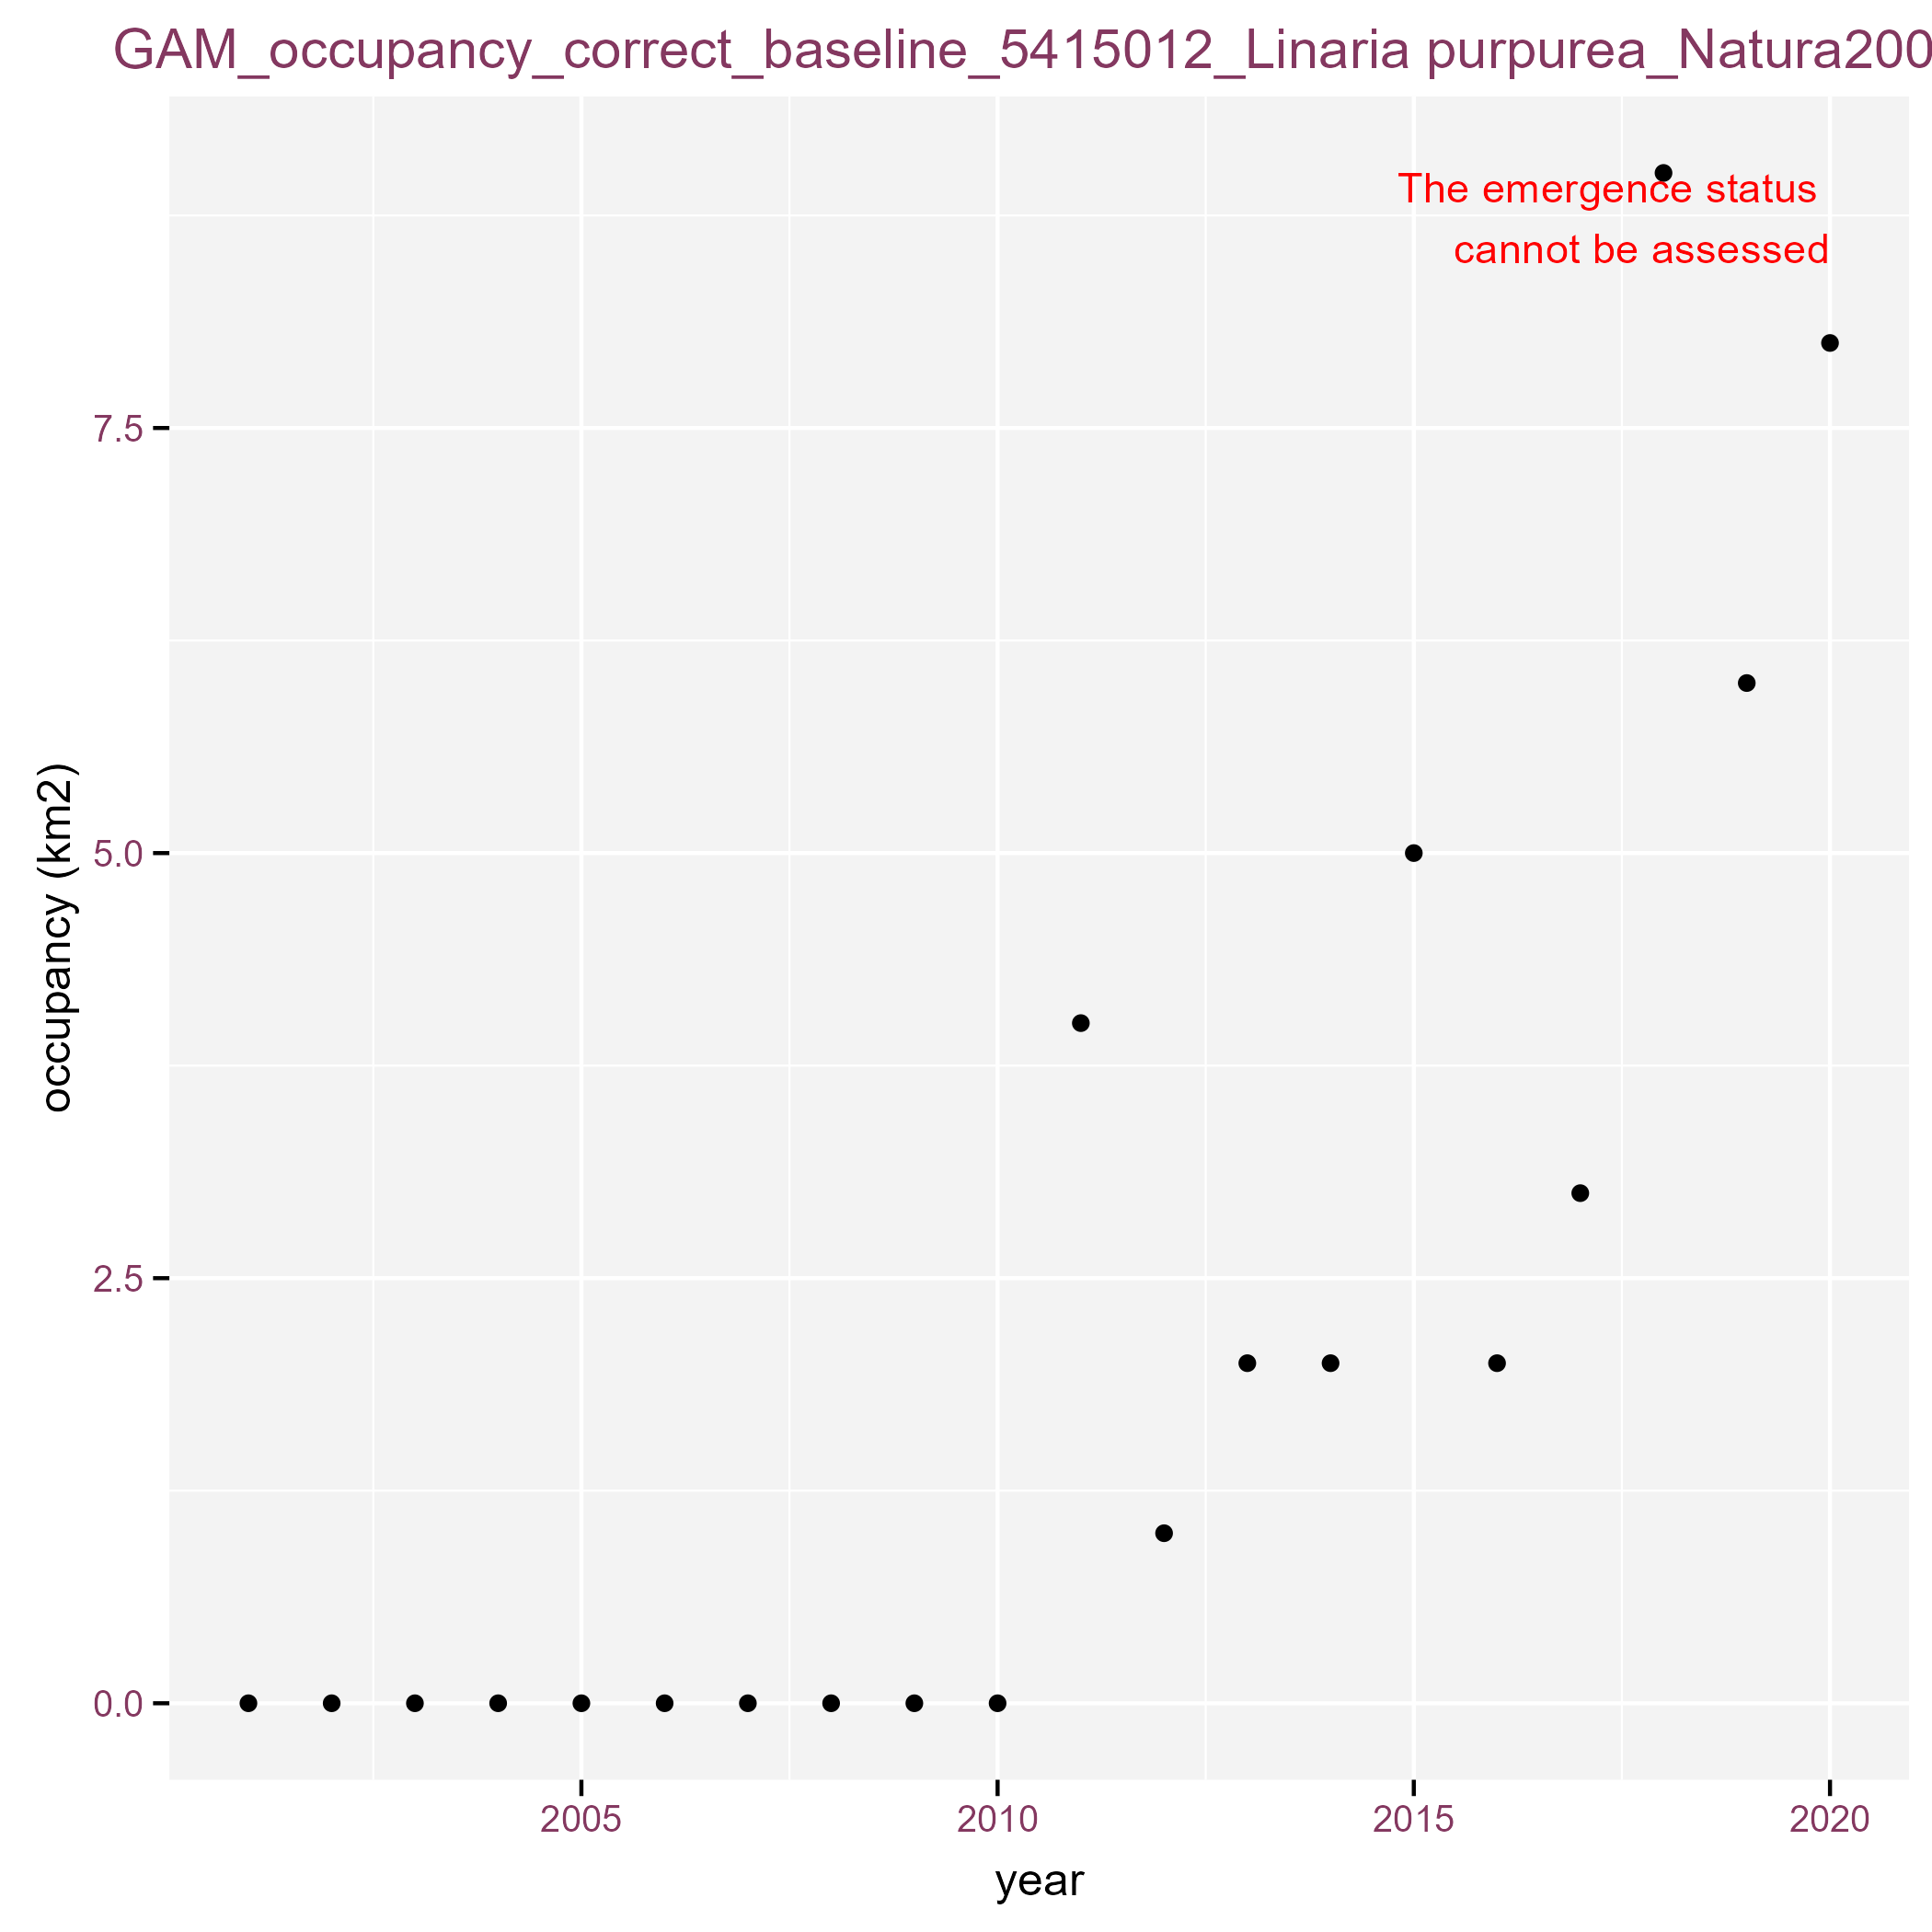 GAM_occupancy_correct_baseline_5415012_Linaria purpurea_Natura200
The emergence status
cannot be assessed
7.5
5.0
2.5
0.0
occupancy (km2)
2005 2010 2015 2020
year